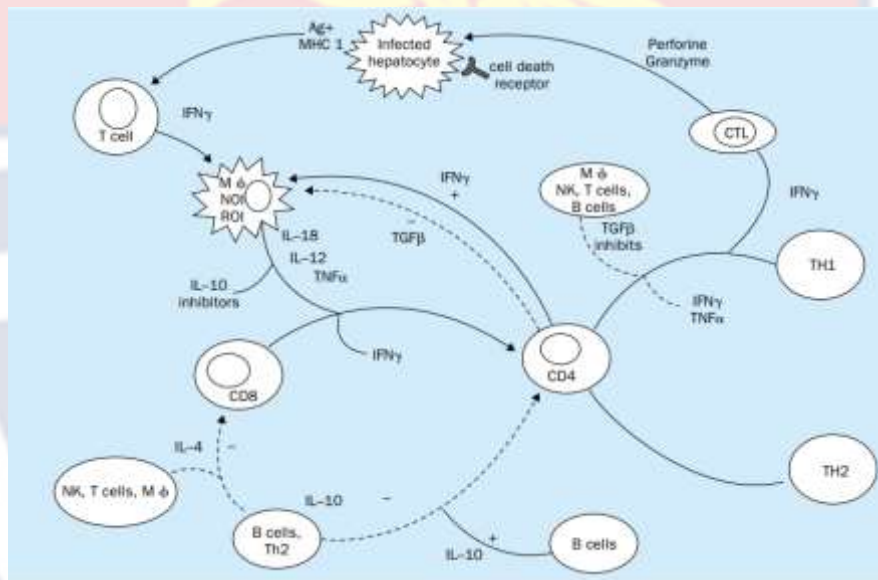 Ag+
MHC 1
Infected
hepatocyte
cell death
receptor
Perforine
Granzyme
T cell
IFNγ
CTL
M ɸ
NOI
ROI
IFNγ
+
M ɸ
NK, T cells,
B cells
IFNγ
–
TGFβ
TGFβ
inhibits
TH1
IL–18
IL–12
TNFα
IL–10
inhibitors
IFNγ
TNFα
IFNγ
CD4
CD8
IL–4
–
NK, T cells, M ɸ
IL–10
–
TH2
B cells,
Th2
+
IL–10
B cells